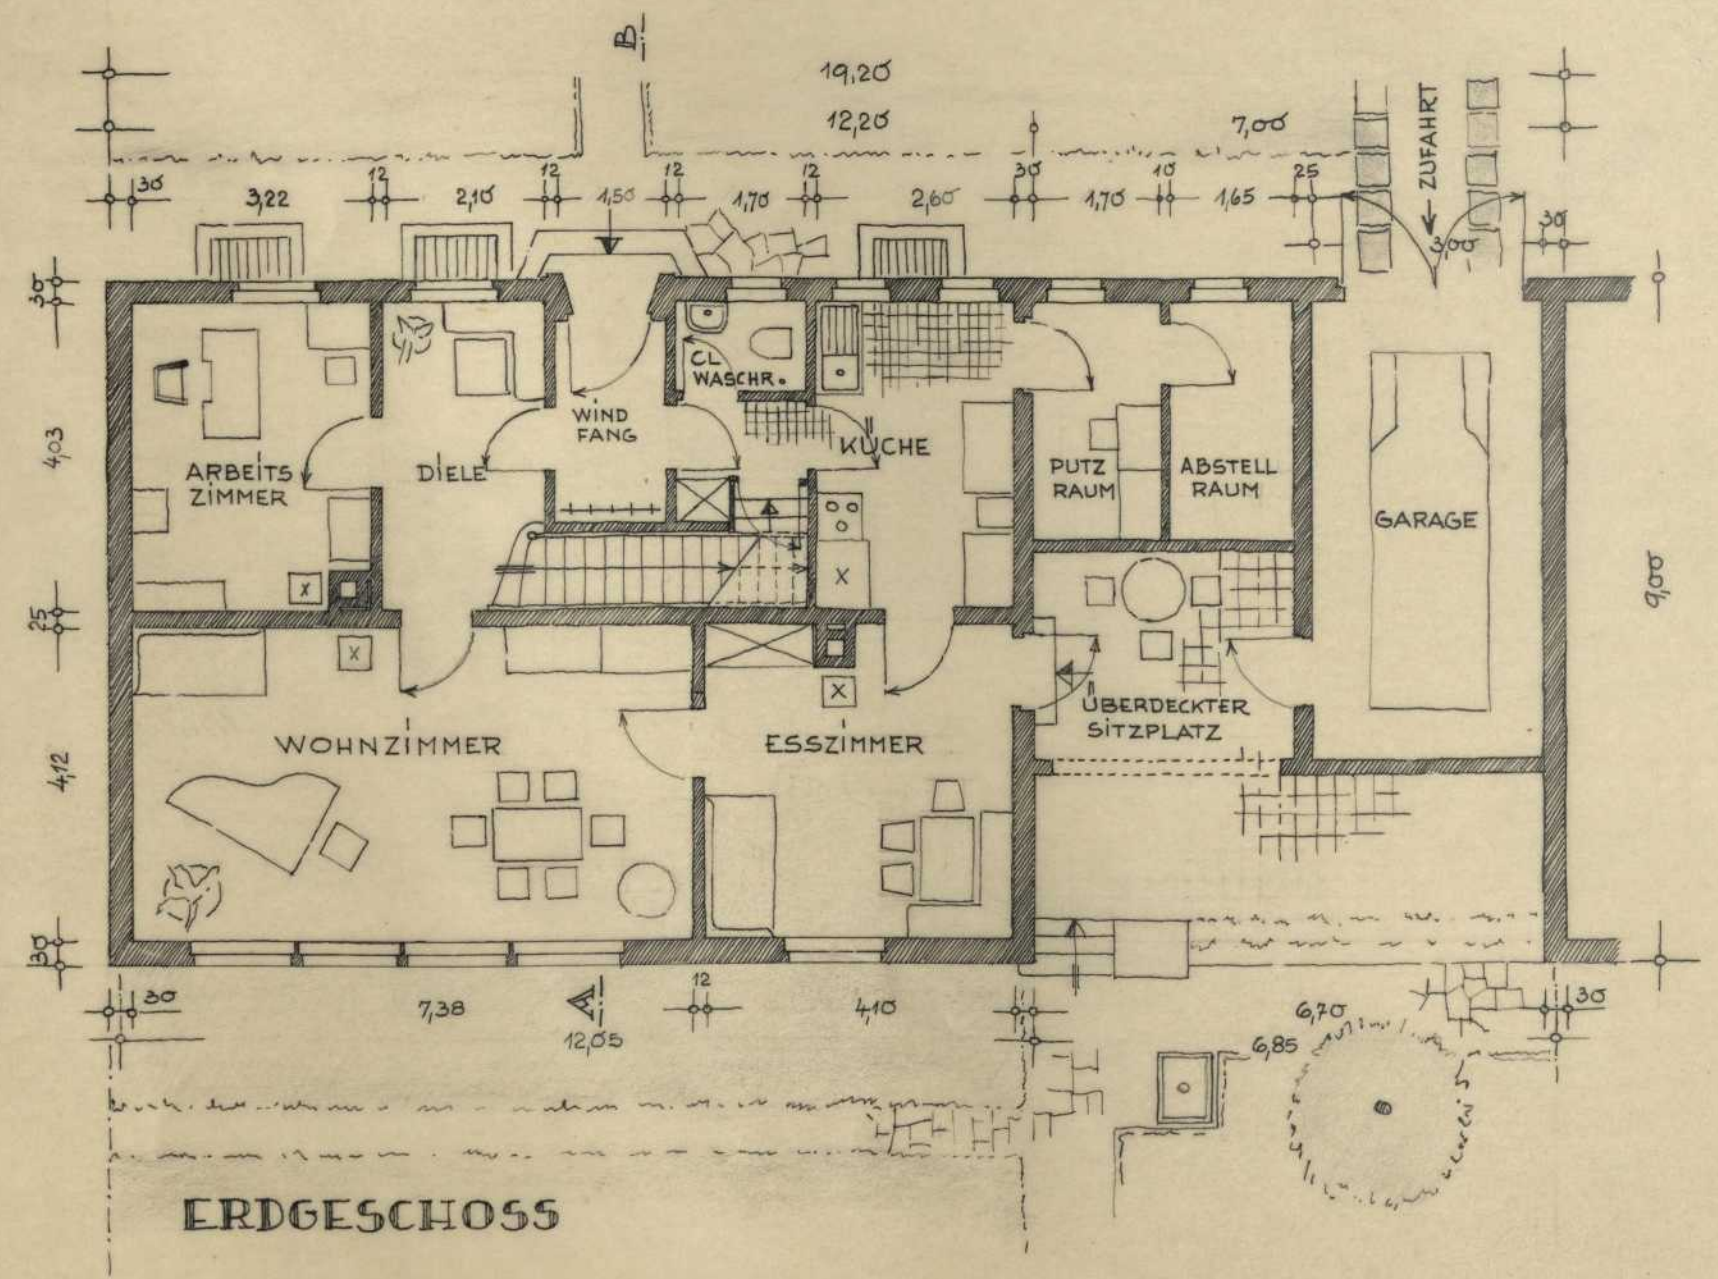 B
19,20
12,20
7,00
ZUFAHRT
30
3,22
12
2,10
12
1,50
12
1,70
12
2,60
30
1,70
10
1,65
25
30
3,00
30
CL
WASCHR.
WIND
FANG
KÜCHE
4,03
ARBEITS
ZIMMER
DIELE
PUTZ
RAUM
ABSTELL
RAUM
GARAGE
X
X
9,00
25
X
X
ÜBERDECKTER
SITZPLATZ
WOHNZIMMER
ESSZIMMER
4,12
30
30
7,38
A
12
4,10
6,70
30
12,05
6,85
ERDGESCHOSS